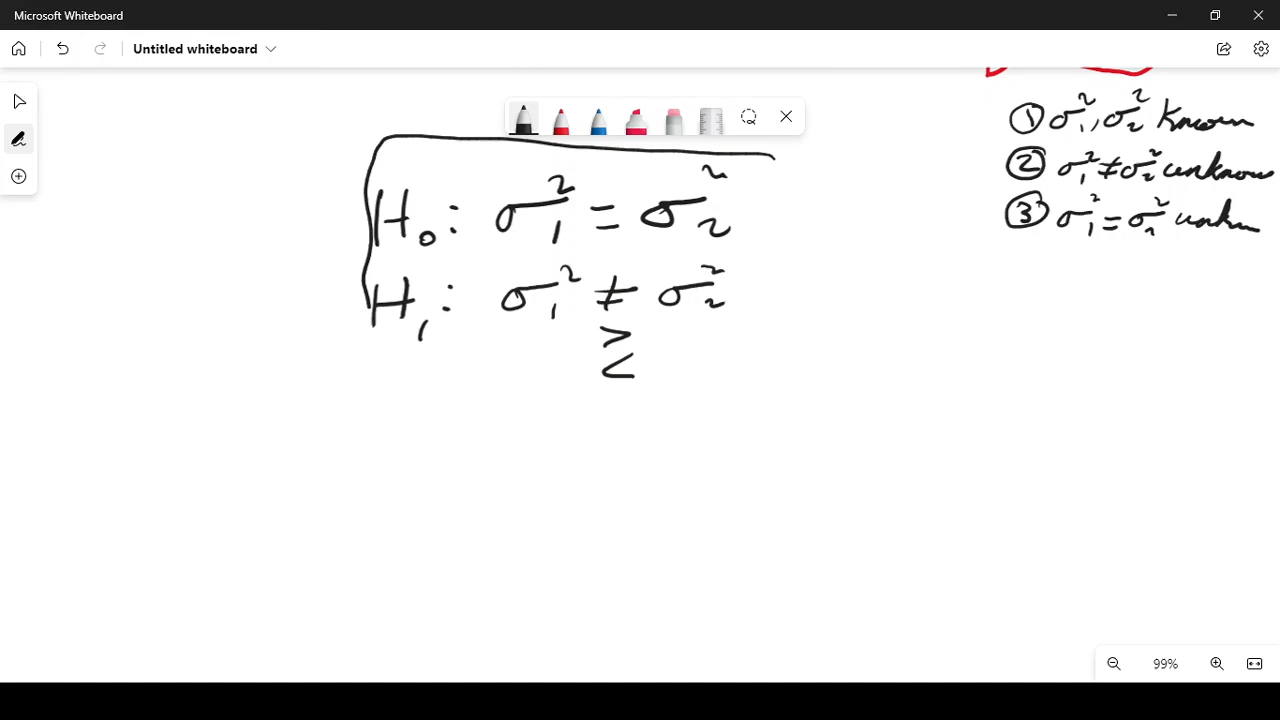 Microsoft Whiteboard
Untitled whiteboard
① σ₁², σ₂² Known
② σ₁² ≠ σ₂² unknown
③ σ₁² = σ₂²
H₀: σ₁² = σ₂²
H₁: σ₁² ≠ σ₂²
>
<
99%